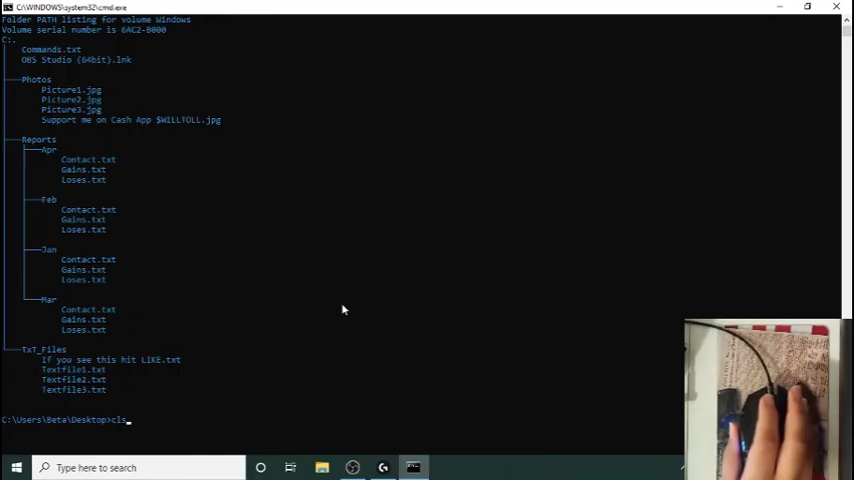 C:\WINDOWS\system32\cmd.exe
Folder PATH listing for volume Windows
Volume serial number is 6AC2-8000
C:.
Commands.txt
OBS Studio (64bit).lnk
Photos
Picture1.jpg
Picture2.jpg
Picture3.jpg
Support me on Cash App $WILLTOLL.jpg
Reports
Apr
Contact.txt
Gains.txt
Loses.txt
Feb
Contact.txt
Gains.txt
Loses.txt
Jan
Contact.txt
Gains.txt
Loses.txt
Mar
Contact.txt
Gains.txt
Loses.txt
TxT_Files
If you see this hit LIKE.txt
Textfile1.txt
Textfile2.txt
Textfile3.txt
C:\Users\Beta\Desktop>cls_
Type here to search